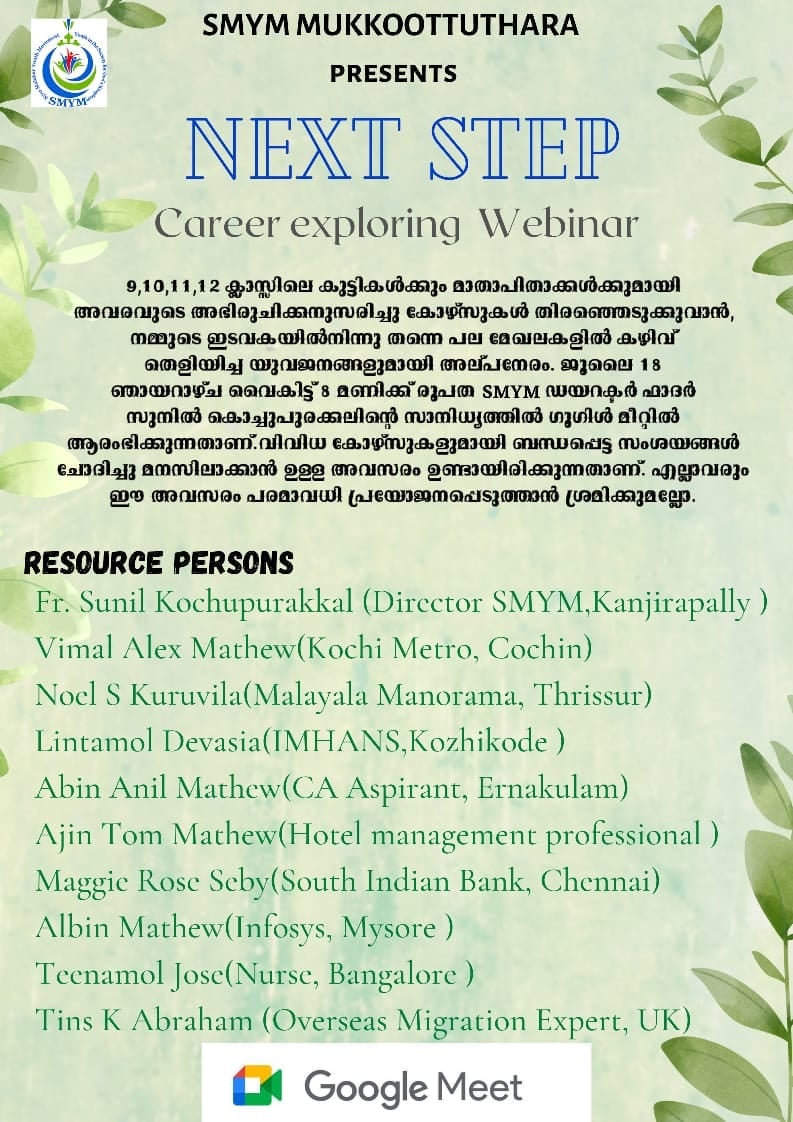 SMYM MUKKOOTTUTHARA
PRESENTS
NEXT STEP
Career exploring Webinar
9,10,11,12 ക്ലാസ്സിലെ കുട്ടികൾക്കും മാതാപിതാക്കൾക്കുമായി
അവരവുടെ അഭിരുചിക്കനുസരിച്ചു കോഴ്സുകൾ തിരഞ്ഞെടുക്കുവാൻ,
നമ്മുടെ ഇടവകയിൽനിന്നു തന്നെ പല മേഖലകളിൽ കഴിവ്
തെളിയിച്ച യുവജനങ്ങളുമായി അല്പനേരം. ജൂലൈ 18
ഞായറാഴ്ച വൈകിട്ട് 8 മണിക്ക് രൂപത SMYM ഡയറക്ടർ ഫാദർ
സുനിൽ കൊച്ചുപുരക്കലിന്റെ സാനിധ്യത്തിൽ ഗൂഗിൾ മീറ്റിൽ
ആരംഭിക്കുന്നതാണ്.വിവിധ കോഴ്സുകളുമായി ബന്ധപ്പെട്ട സംശയങ്ങൾ
ചോദിച്ചു മനസിലാക്കാൻ ഉള്ള അവസരം ഉണ്ടായിരിക്കുന്നതാണ്. എല്ലാവരും
ഈ അവസരം പരമാവധി പ്രയോജനപ്പെടുത്താൻ ശ്രമിക്കുമല്ലോ.
RESOURCE PERSONS
Fr. Sunil Kochupurakkal (Director SMYM,Kanjirapally )
Vimal Alex Mathew(Kochi Metro, Cochin)
Noel S Kuruvila(Malayala Manorama, Thrissur)
Lintamol Devasia(IMHANS,Kozhikode )
Abin Anil Mathew(CA Aspirant, Ernakulam)
Ajin Tom Mathew(Hotel management professional )
Maggie Rose Seby(South Indian Bank, Chennai)
Albin Mathew(Infosys, Mysore )
Teenamol Jose(Nurse, Bangalore )
Tins K Abraham (Overseas Migration Expert, UK)
Google Meet
SMYM